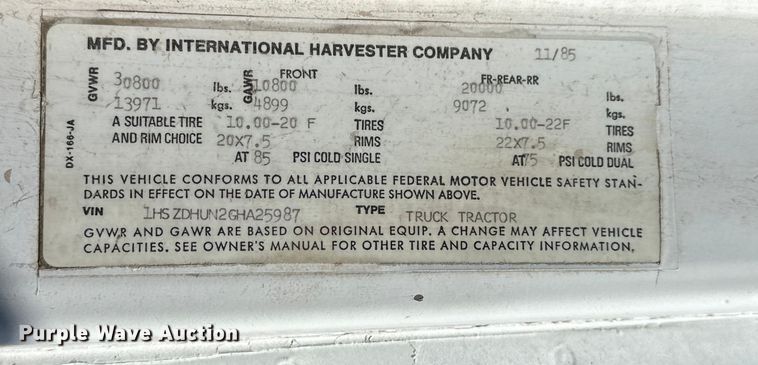 MFD. BY INTERNATIONAL HARVESTER COMPANY 11/85
GVWR 30800 lbs. GAWR FRONT 10800 lbs. FR-REAR-RR 20000 lbs.
13971 kgs. 4899 kgs. 9072 kgs.
A SUITABLE TIRE 10.00-20 F TIRES 10.00-22F TIRES
AND RIM CHOICE 20X7.5 RIMS 22X7.5 RIMS
AT 85 PSI COLD SINGLE AT 75 PSI COLD DUAL
DX-166-JA
THIS VEHICLE CONFORMS TO ALL APPLICABLE FEDERAL MOTOR VEHICLE SAFETY STAN-
DARDS IN EFFECT ON THE DATE OF MANUFACTURE SHOWN ABOVE.
VIN 1HSZDHUN2GHA25987 TYPE TRUCK TRACTOR
GVWR AND GAWR ARE BASED ON ORIGINAL EQUIP. A CHANGE MAY AFFECT VEHICLE
CAPACITIES. SEE OWNER'S MANUAL FOR OTHER TIRE AND CAPACITY INFORMATION.
Purple Wave Auction